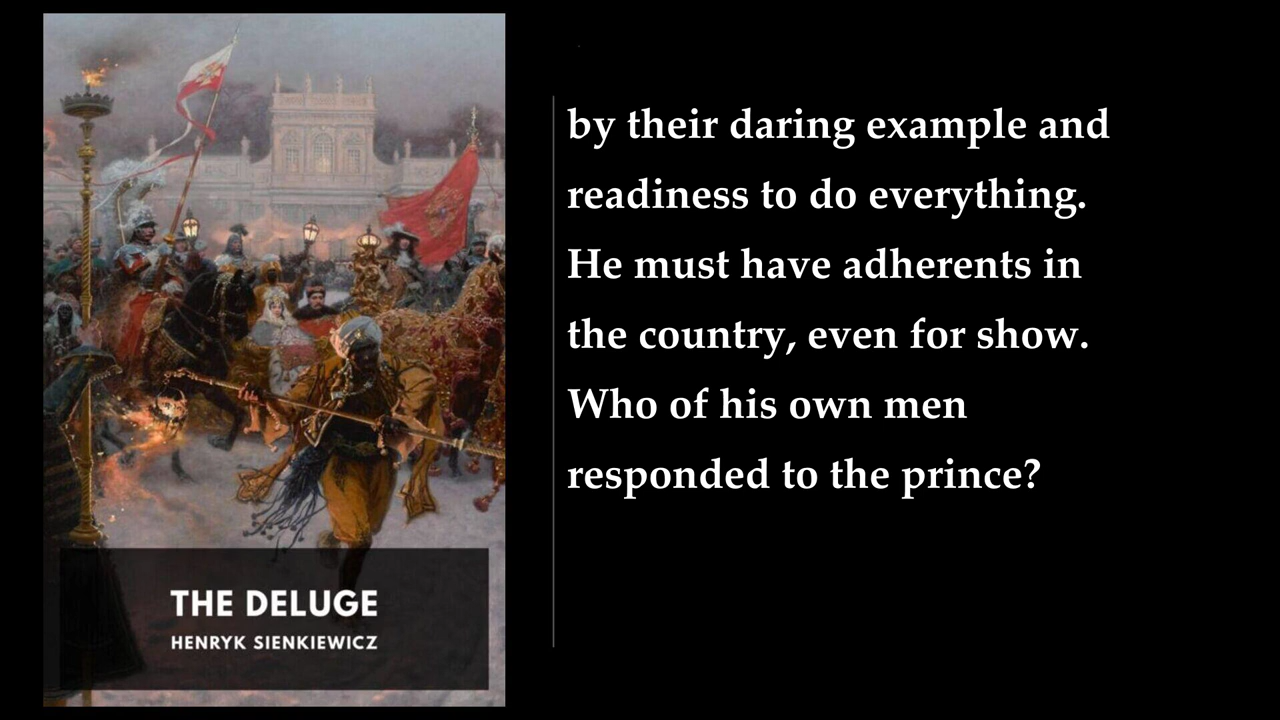 THE DELUGE
HENRYK SIENKIEWICZ
by their daring example and
readiness to do everything.
He must have adherents in
the country, even for show.
Who of his own men
responded to the prince?